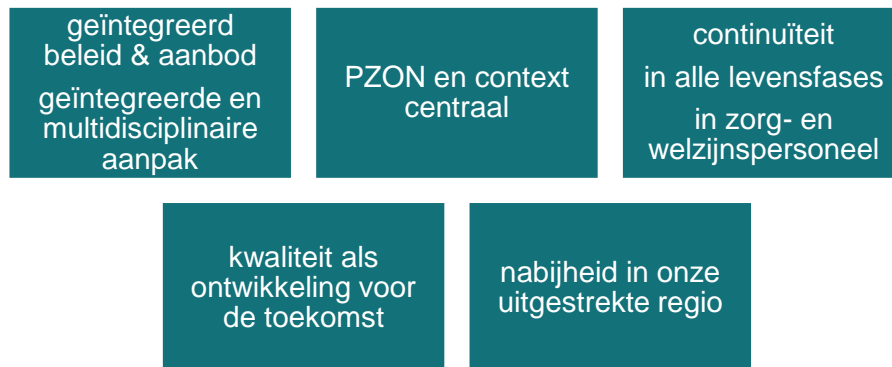 geïntegreerd
beleid & aanbod
geïntegreerde en
multidisciplinaire
aanpak
PZON en context
centraal
continuïteit
in alle levensfases
in zorg- en
welzijnspersoneel
kwaliteit als
ontwikkeling voor
de toekomst
nabijheid in onze
uitgestrekte regio